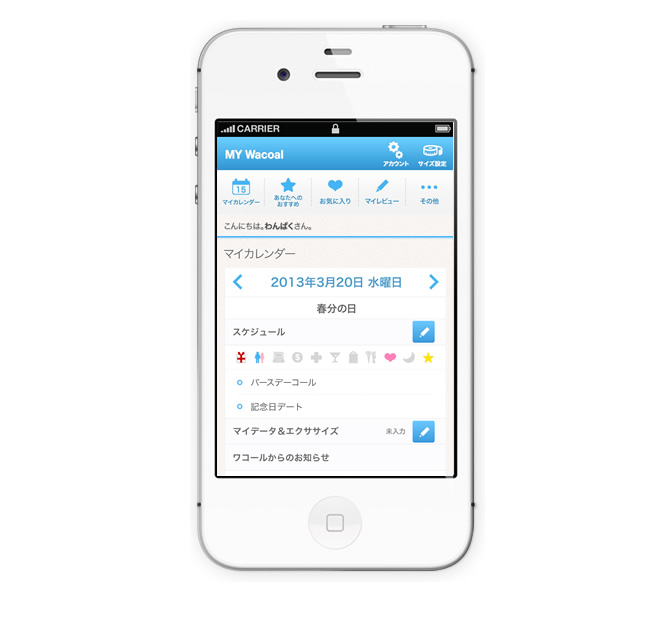 CARRIER
MY Wacoal
アカウント
サイズ設定
15
マイカレンダー
あなたへの
おすすめ
お気に入り
マイレビュー
その他
こんにちは。わんぱくさん。
マイカレンダー
2013年3月20日 水曜日
春分の日
スケジュール
バースデーコール
記念日デート
マイデータ＆エクササイズ
未入力
ワコールからのお知らせ